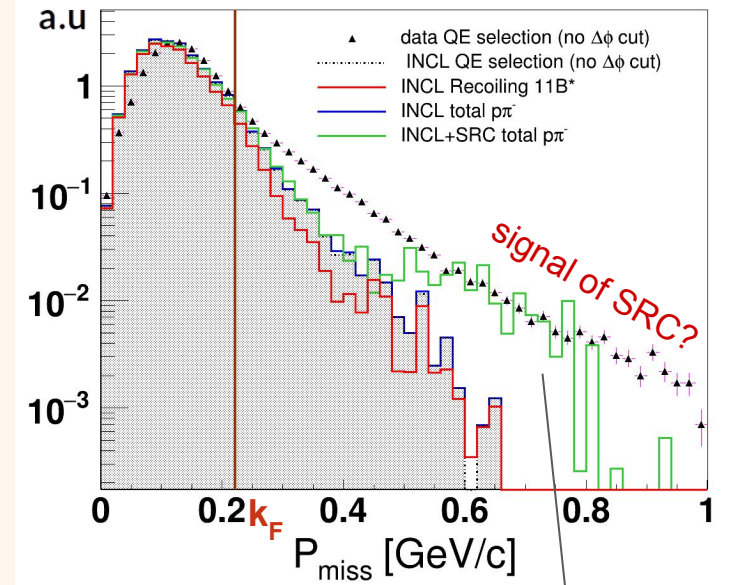 a.u
data QE selection (no Δϕ cut)
INCL QE selection (no Δϕ cut)
INCL Recoiling 11B*
INCL total pπ⁻
INCL+SRC total pπ⁻
1
10⁻¹
10⁻²
10⁻³
signal of SRC?
0 0.2 0.4 0.6 0.8 1
k_F
P_miss [GeV/c]